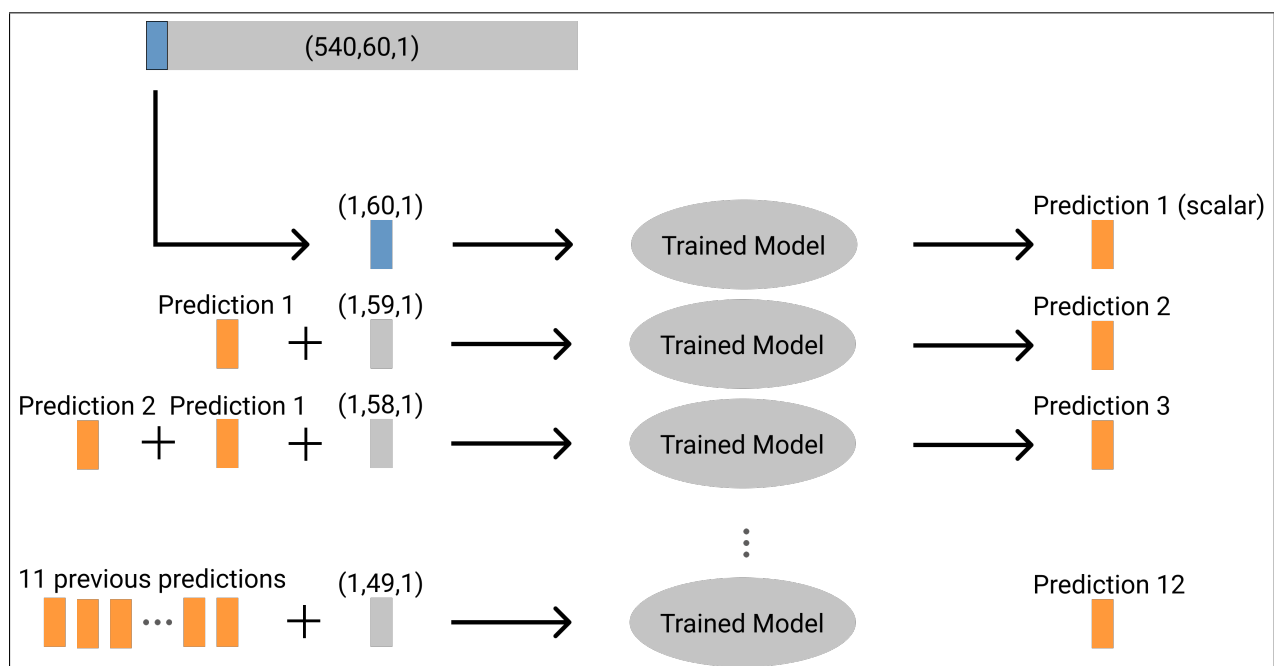 (540,60,1)
(1,60,1)
Prediction 1 (scalar)
Trained Model
Prediction 1
(1,59,1)
Prediction 2
Trained Model
Prediction 2
Prediction 1
(1,58,1)
Prediction 3
Trained Model
11 previous predictions
(1,49,1)
Prediction 12
Trained Model